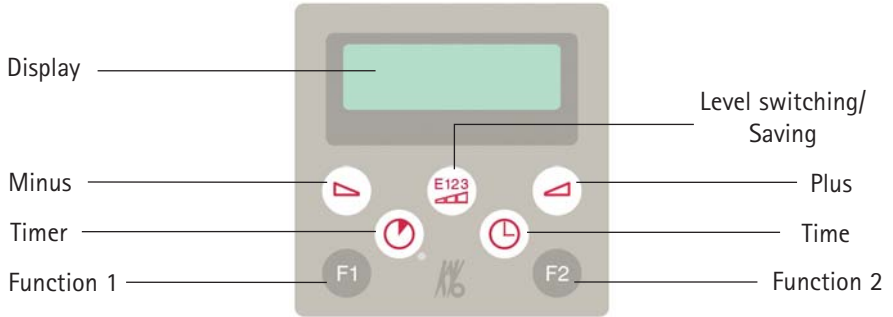 Display
Level switching/
Saving
E123
Minus
Plus
Timer
Time
F1
F2
Function 1
Function 2